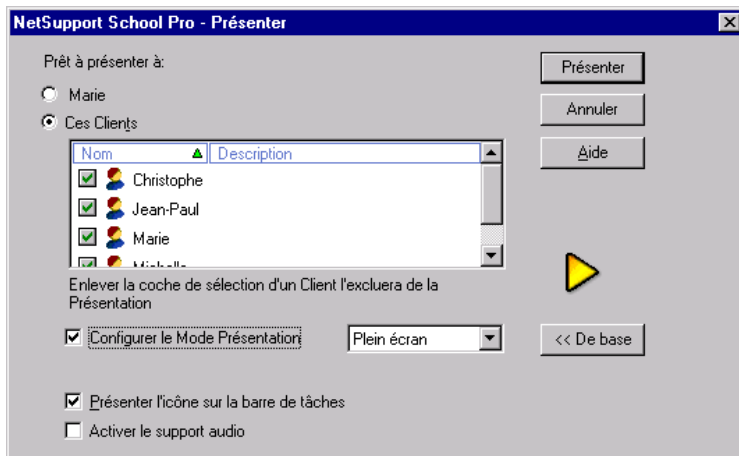 NetSupport School Pro - Présenter
Prêt à présenter à:
Marie
Ces Clients
Nom Description
Christophe
Jean-Paul
Marie
Enlever la coche de sélection d'un Client l'excluera de la
Présentation
Configurer le Mode Présentation
Plein écran
Présenter l'icône sur la barre de tâches
Activer le support audio
Présenter
Annuler
Aide
<< De base